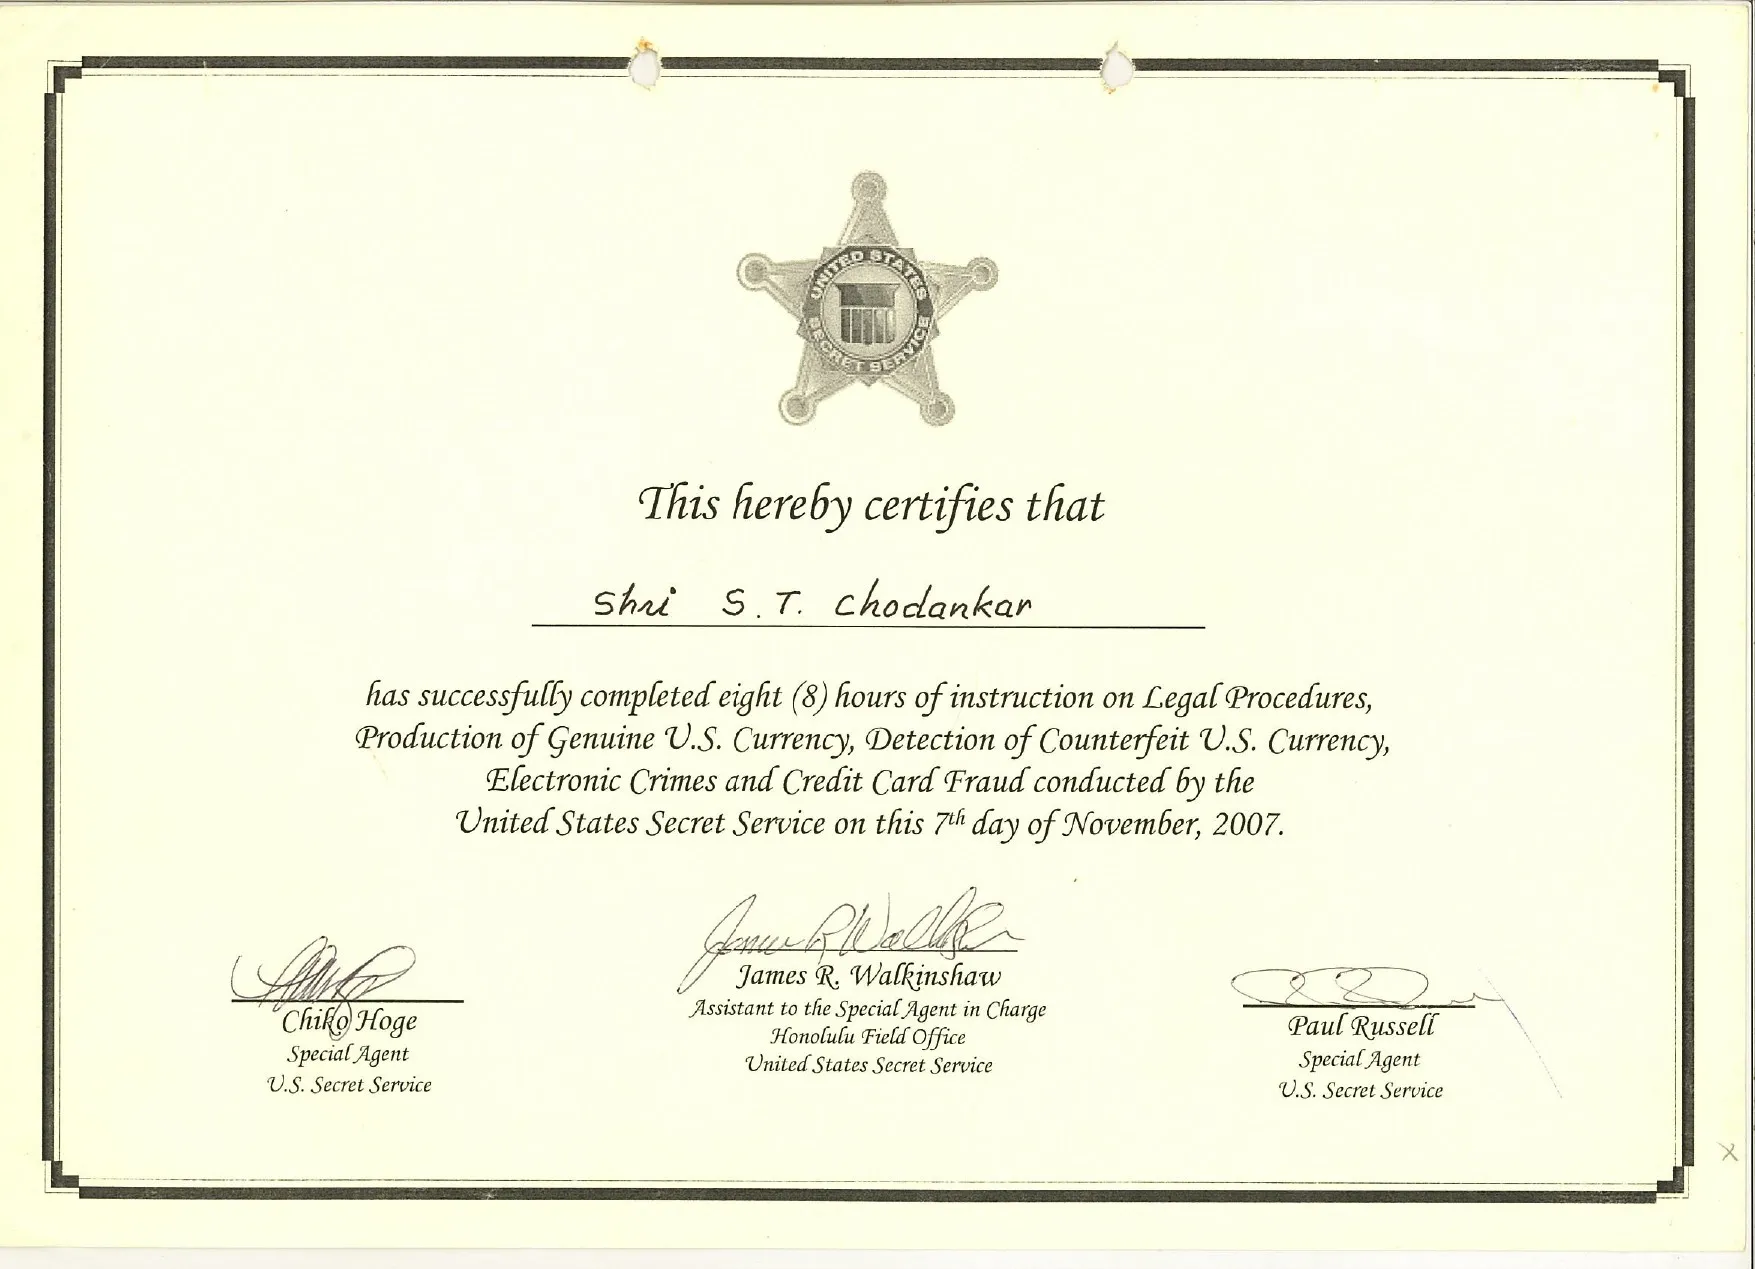 UNITED STATES
SECRET SERVICE
This hereby certifies that
Shri S.T. Chodankar
has successfully completed eight (8) hours of instruction on Legal Procedures,
Production of Genuine U.S. Currency, Detection of Counterfeit U.S. Currency,
Electronic Crimes and Credit Card Fraud conducted by the
United States Secret Service on this 7th day of November, 2007.
James R Walkinshaw
Chiko Hoge
Special Agent
U.S. Secret Service
James R. Walkinshaw
Assistant to the Special Agent in Charge
Honolulu Field Office
United States Secret Service
Paul Russell
Special Agent
U.S. Secret Service
X